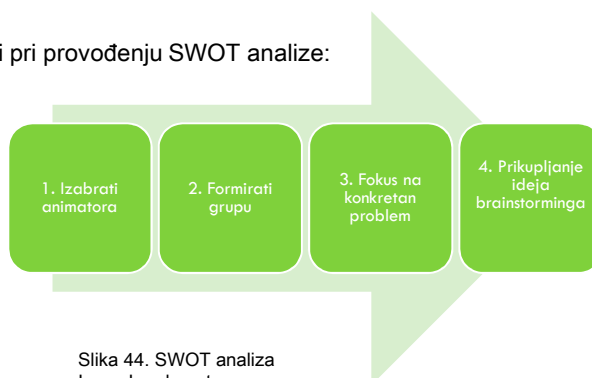 i pri provođenju SWOT analize:
1. Izabrati
animatora
2. Formirati
grupu
3. Fokus na
konkretan
problem
4. Prikupljanje
ideja
brainstorminga
Slika 44. SWOT analiza